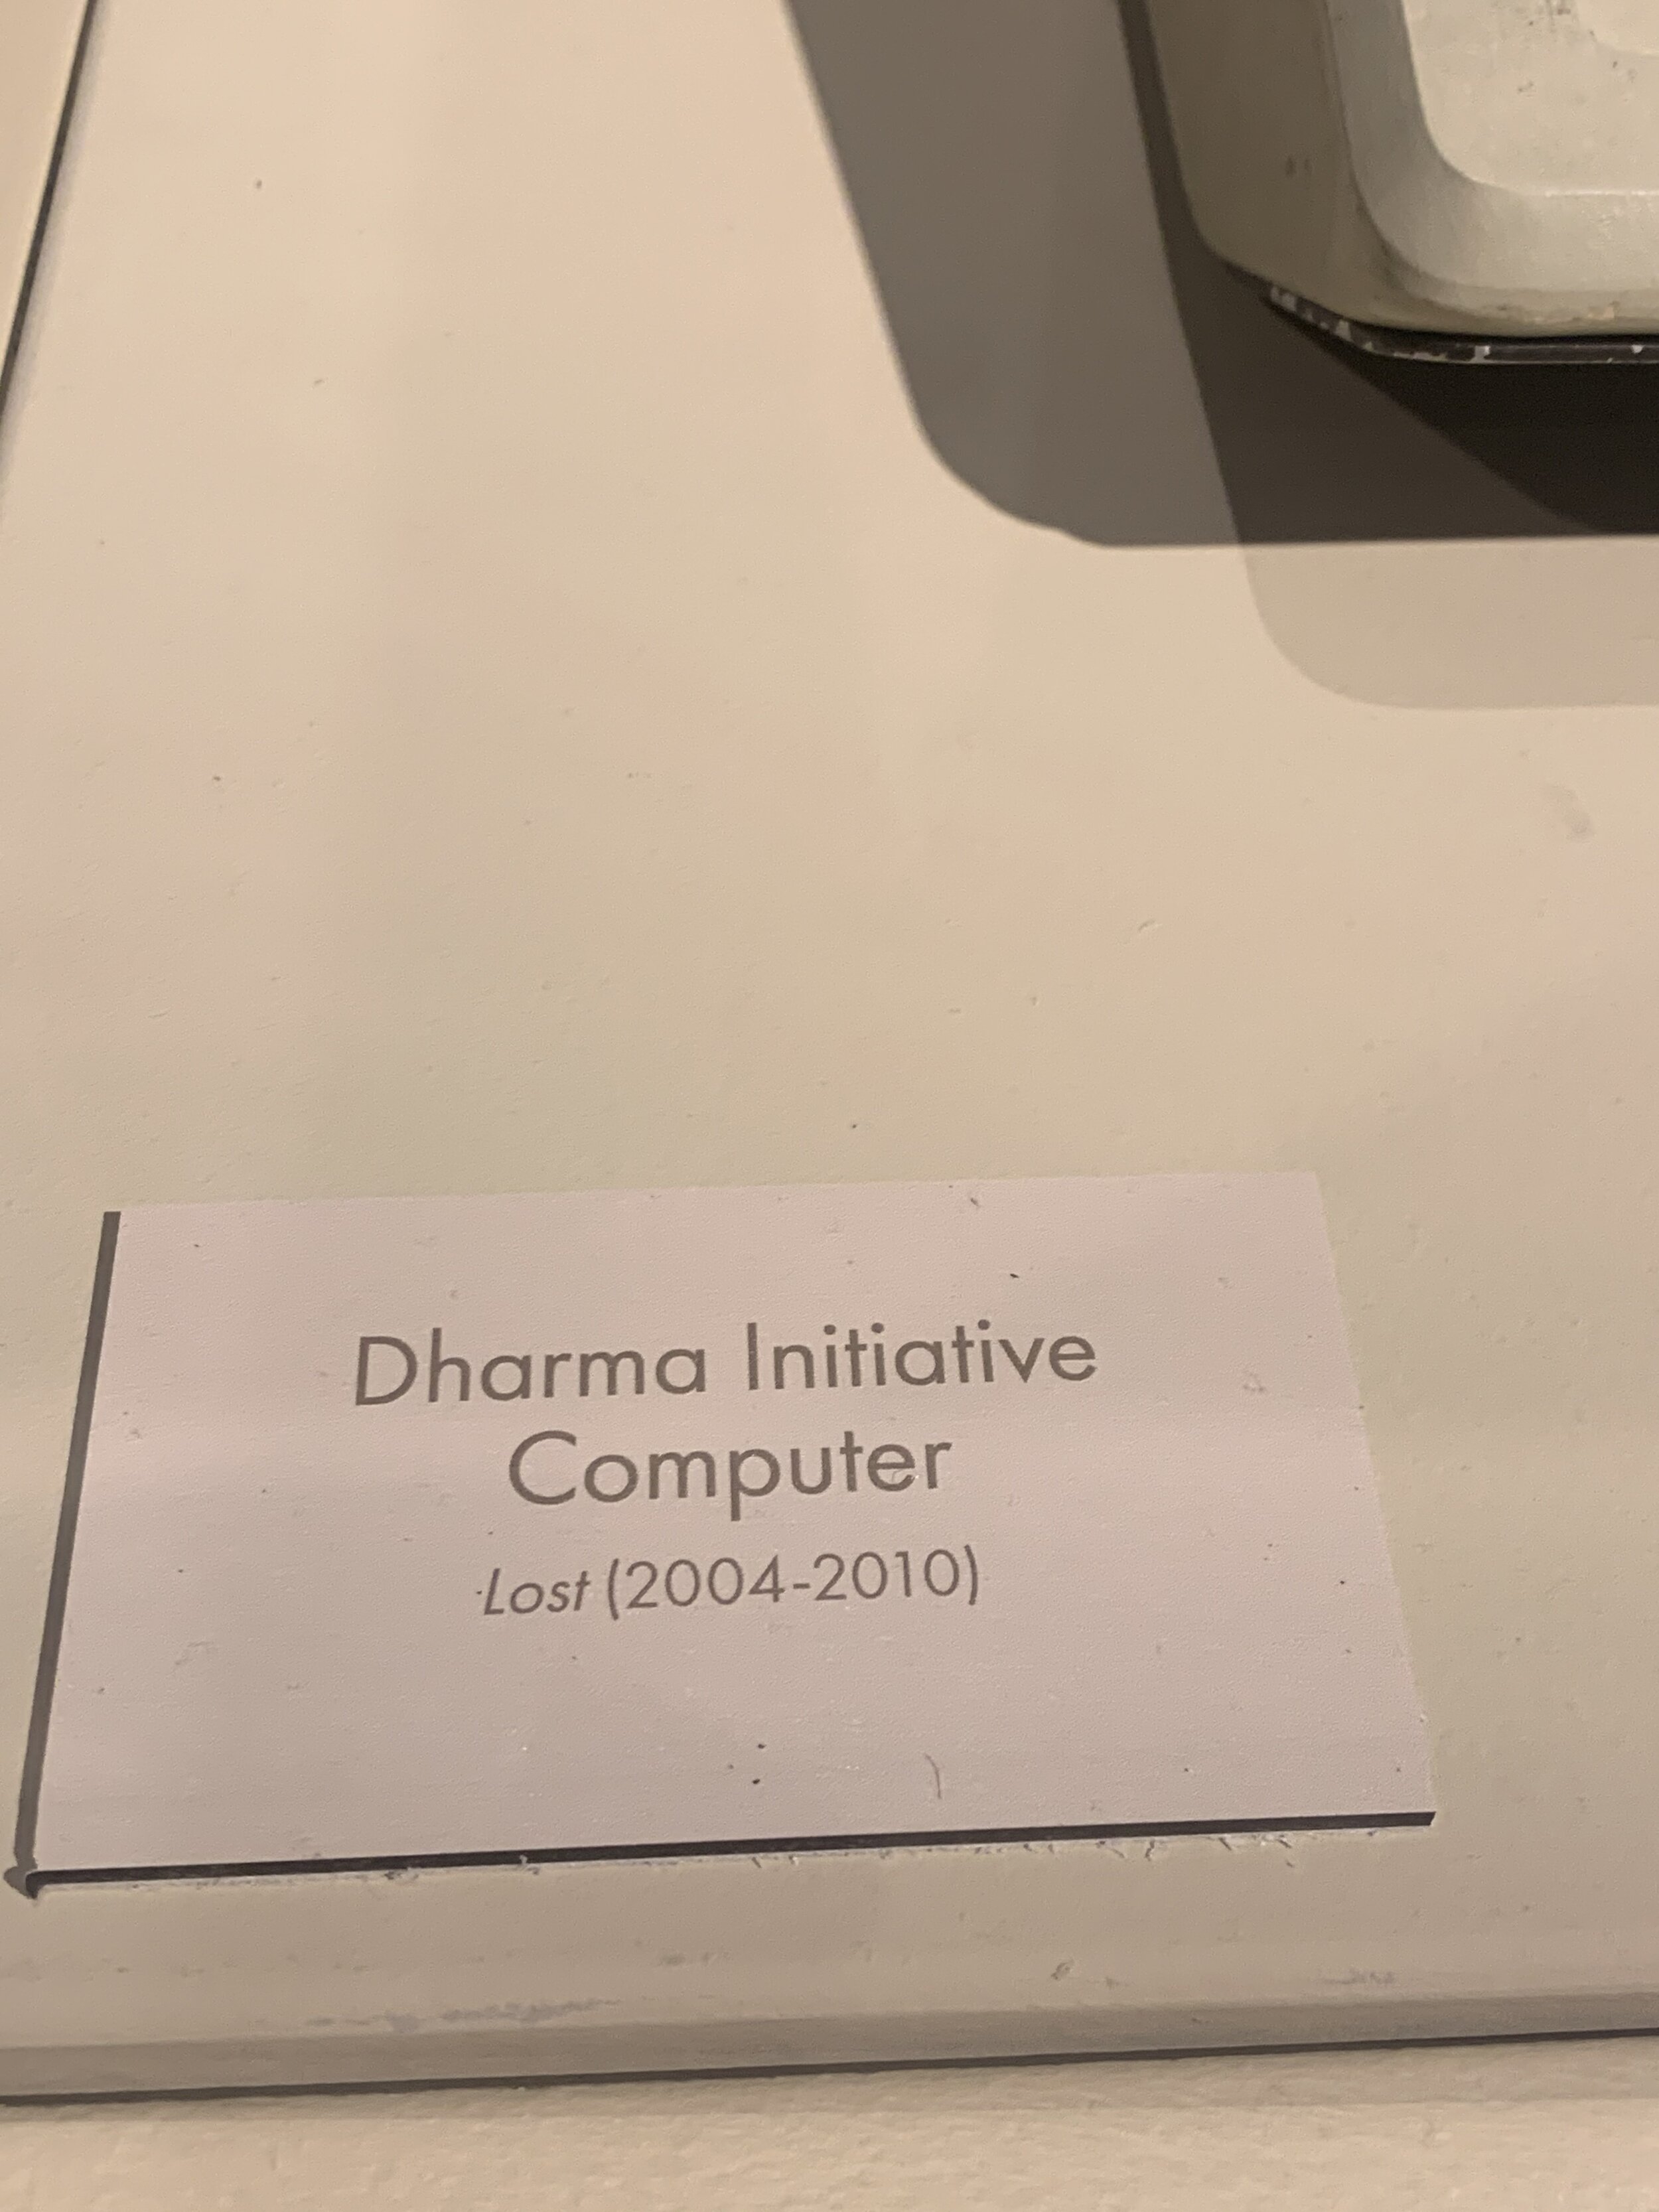 Dharma Initiative
Computer
Lost (2004-2010)